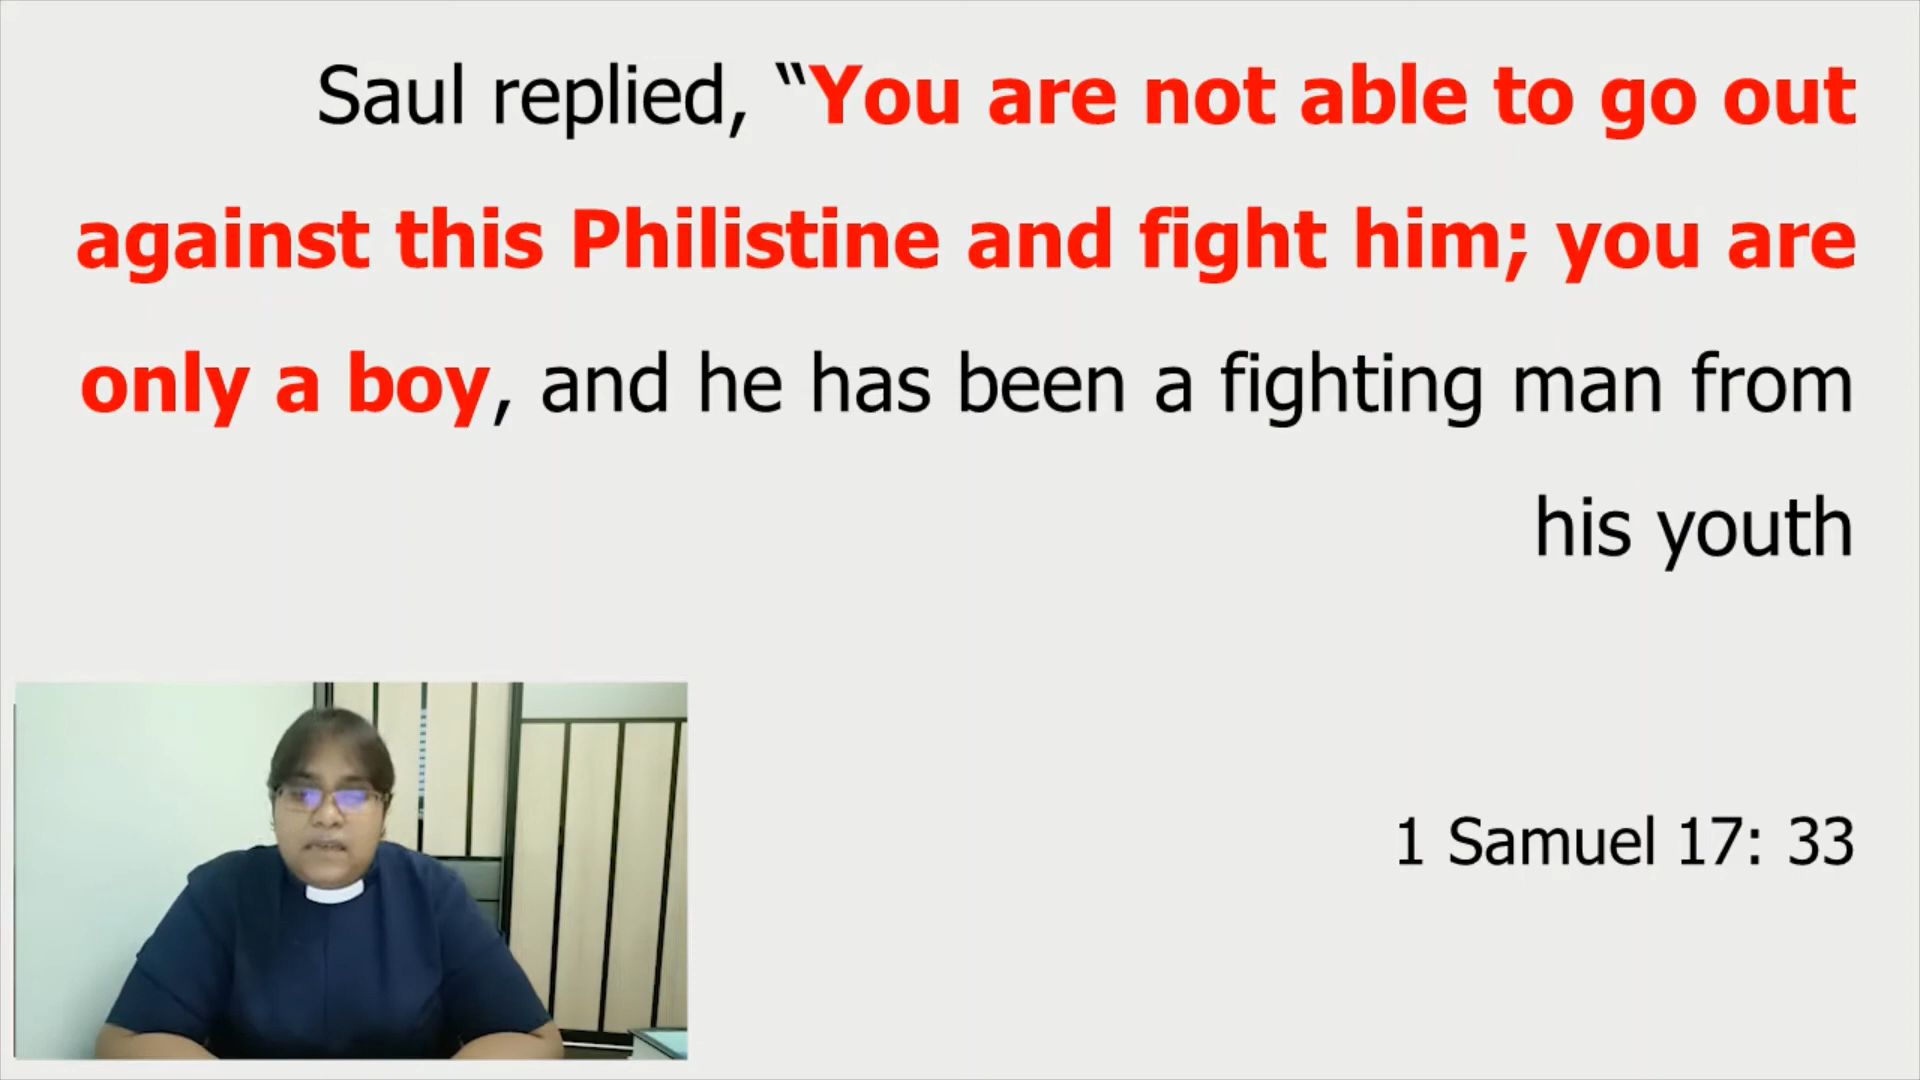 Saul replied, “You are not able to go out
against this Philistine and fight him; you are
only a boy, and he has been a fighting man from
his youth
1 Samuel 17: 33